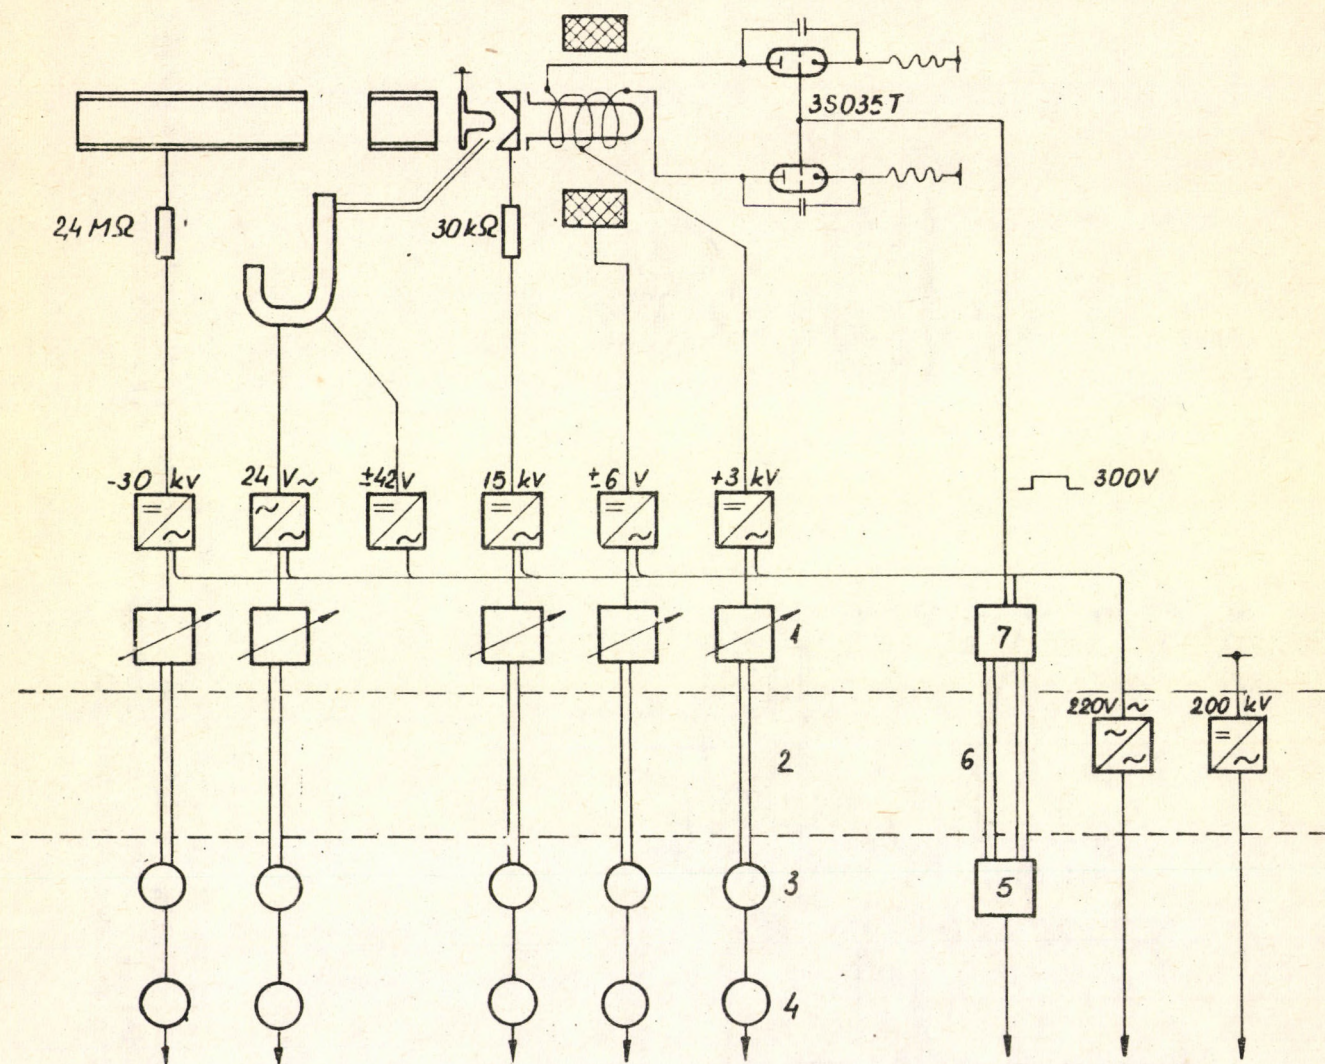 3S035T
2,4 MΩ
30 kΩ
-30 kV
24 V~
±42 V
15 kV
±6 V
+3 kV
300V
1
7
220V ~
200 kV
2
6
3
5
4